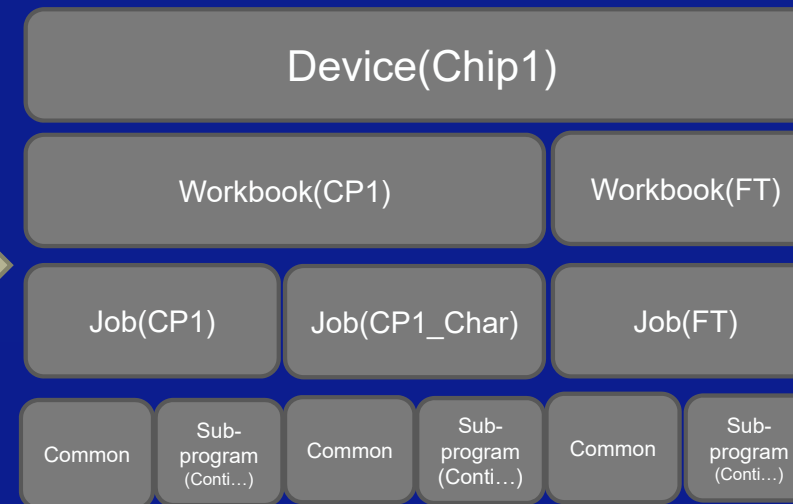 Device(Chip1)
Workbook(CP1)
Workbook(FT)
Job(CP1)
Job(CP1_Char)
Job(FT)
Common
Sub-
program
(Conti…)
Common
Sub-
program
(Conti…)
Common
Sub-
program
(Conti…)